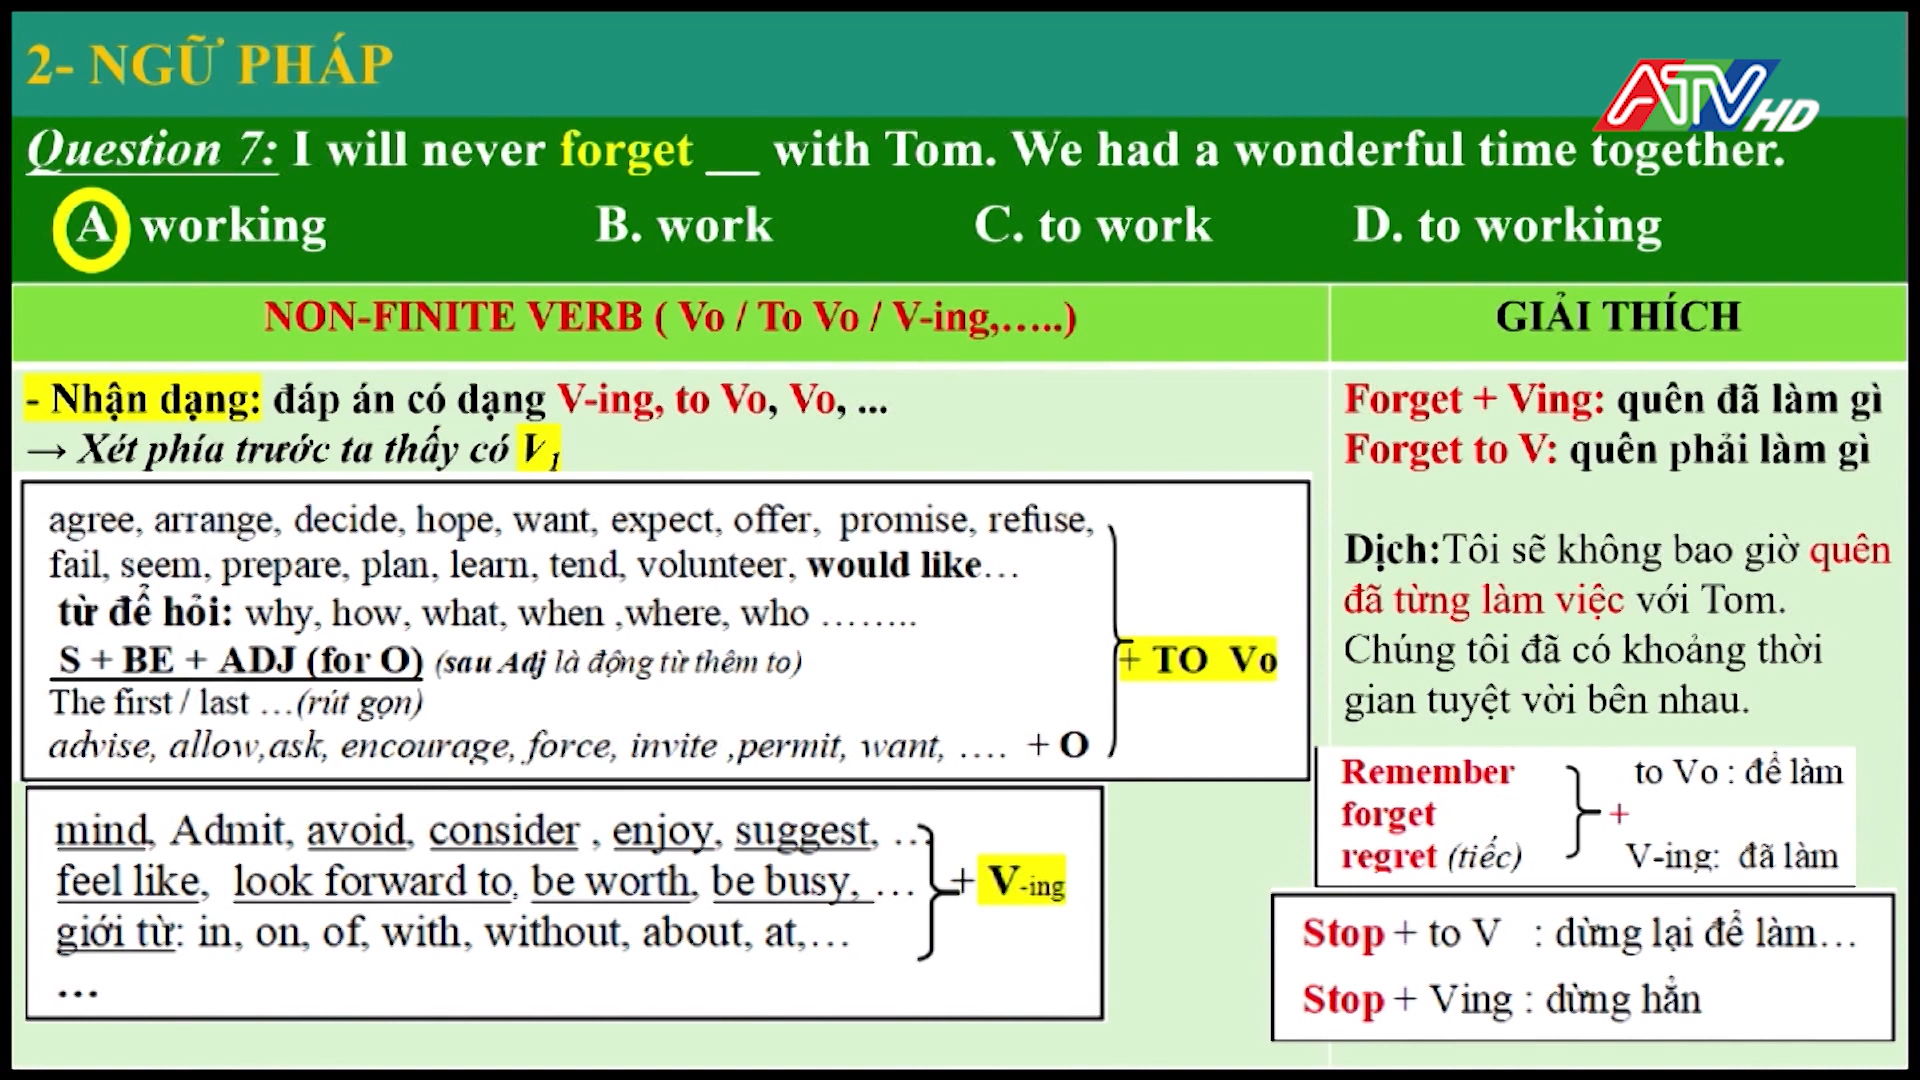 2- NGỮ PHÁP
ATV HD
Question 7: I will never forget __ with Tom. We had a wonderful time together.
A working B. work C. to work D. to working
NON-FINITE VERB ( Vo / To Vo / V-ing,…..)
- Nhận dạng: đáp án có dạng V-ing, to Vo, Vo, ...
→ Xét phía trước ta thấy có V1
agree, arrange, decide, hope, want, expect, offer, promise, refuse,
fail, seem, prepare, plan, learn, tend, volunteer, would like…
từ để hỏi: why, how, what, when ,where, who ……..
S + BE + ADJ (for O) (sau Adj là động từ thêm to)
The first / last …(rút gọn)
advise, allow,ask, encourage, force, invite ,permit, want, …. + O
+ TO Vo
mind, Admit, avoid, consider , enjoy, suggest, …
feel like, look forward to, be worth, be busy, …
giới từ: in, on, of, with, without, about, at,…
…
+ V-ing
GIẢI THÍCH
Forget + Ving: quên đã làm gì
Forget to V: quên phải làm gì
Dịch:Tôi sẽ không bao giờ quên
đã từng làm việc với Tom.
Chúng tôi đã có khoảng thời
gian tuyệt vời bên nhau.
Remember to Vo : để làm
forget +
regret (tiếc) V-ing: đã làm
Stop + to V : dừng lại để làm…
Stop + Ving : dừng hẳn